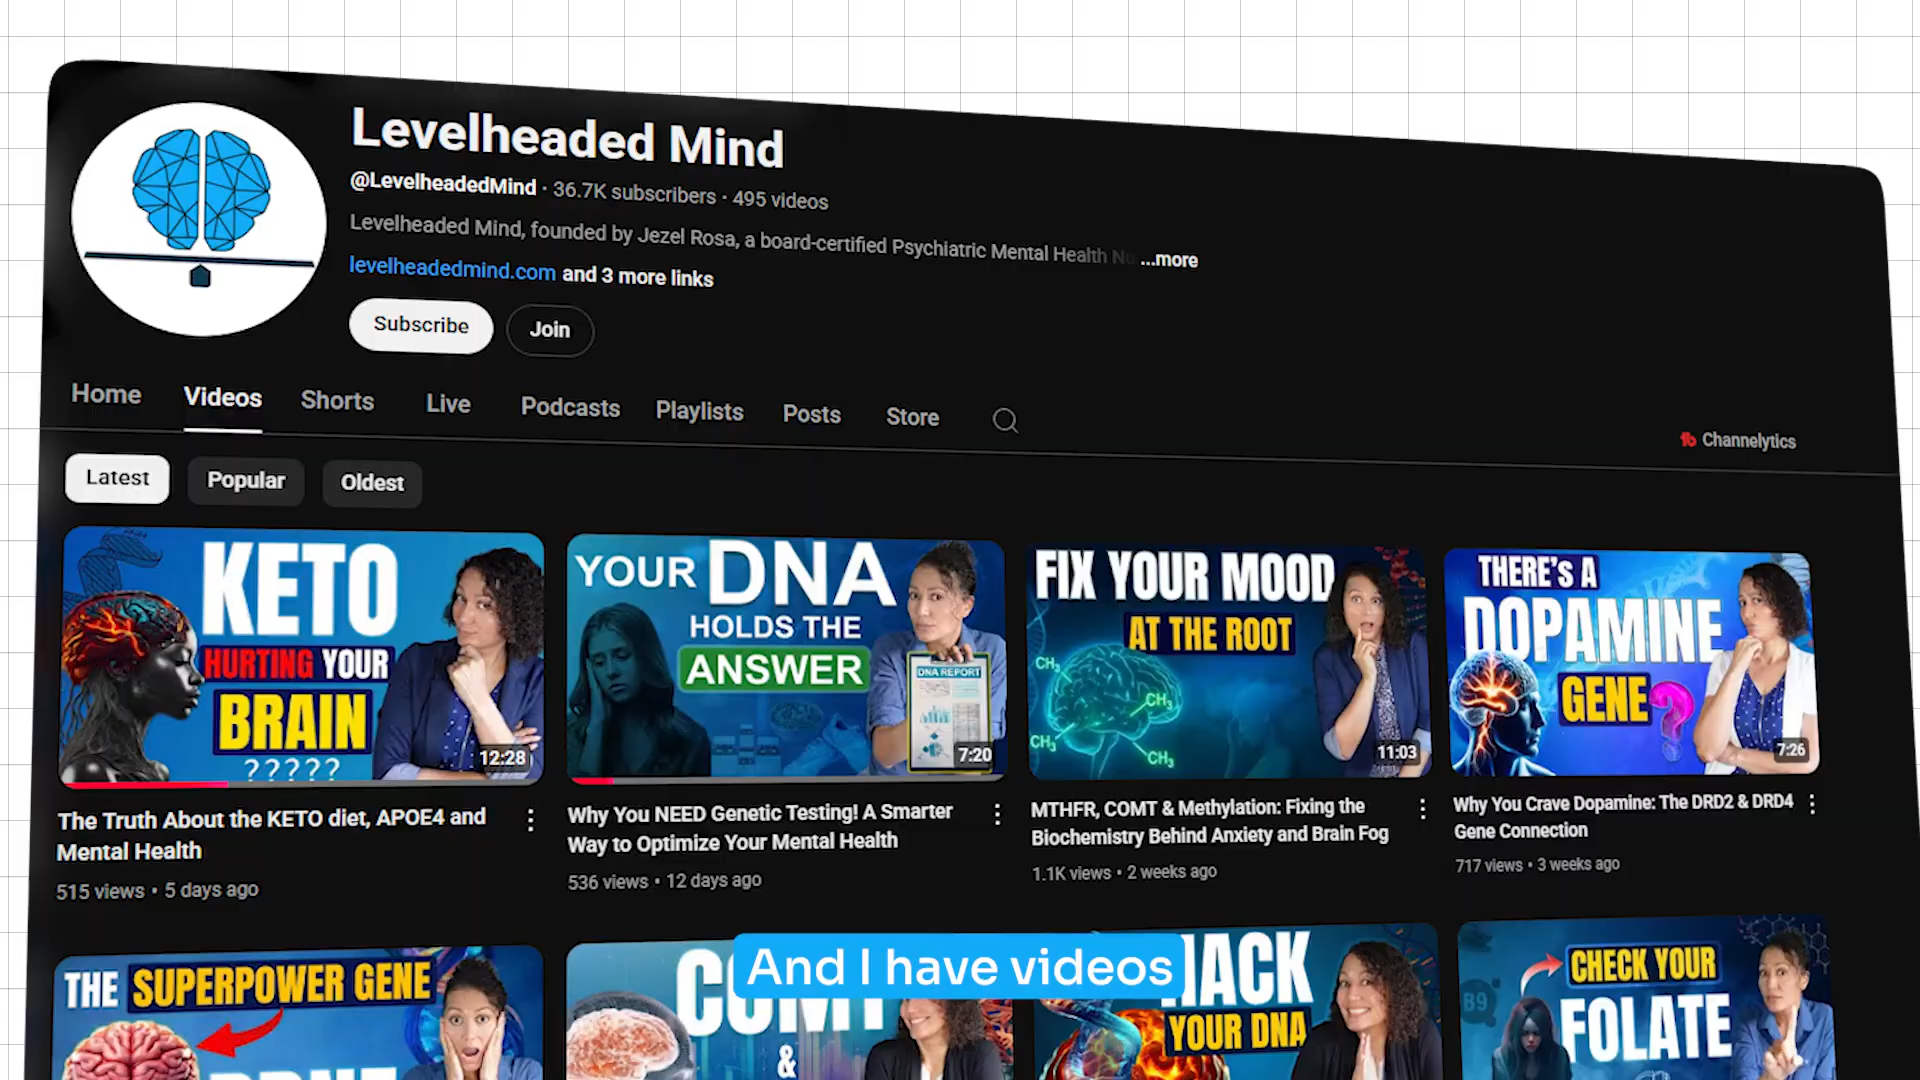 Levelheaded Mind
@LevelheadedMind · 36.7K subscribers · 495 videos
Levelheaded Mind, founded by Jezel Rosa, a board-certified Psychiatric Mental Health ...more
levelheadedmind.com and 3 more links
Subscribe
Join
Home
Videos
Shorts
Live
Podcasts
Playlists
Posts
Store
Channelytics
Latest
Popular
Oldest
KETO
HURTING YOUR
BRAIN
?????
12:28
YOUR DNA
HOLDS THE
ANSWER
DNA REPORT
7:20
FIX YOUR MOOD
AT THE ROOT
CH3
CH3
CH3
CH3
11:03
THERE'S A
DOPAMINE
GENE
?
7:26
The Truth About the KETO diet, APOE4 and
Mental Health
515 views • 5 days ago
Why You NEED Genetic Testing! A Smarter
Way to Optimize Your Mental Health
536 views • 12 days ago
MTHFR, COMT & Methylation: Fixing the
Biochemistry Behind Anxiety and Brain Fog
1.1K views • 2 weeks ago
Why You Crave Dopamine: The DRD2 & DRD4
Gene Connection
717 views • 3 weeks ago
THE SUPERPOWER GENE
COMT
&
HACK
YOUR DNA
B9
CHECK YOUR
FOLATE
And I have videos